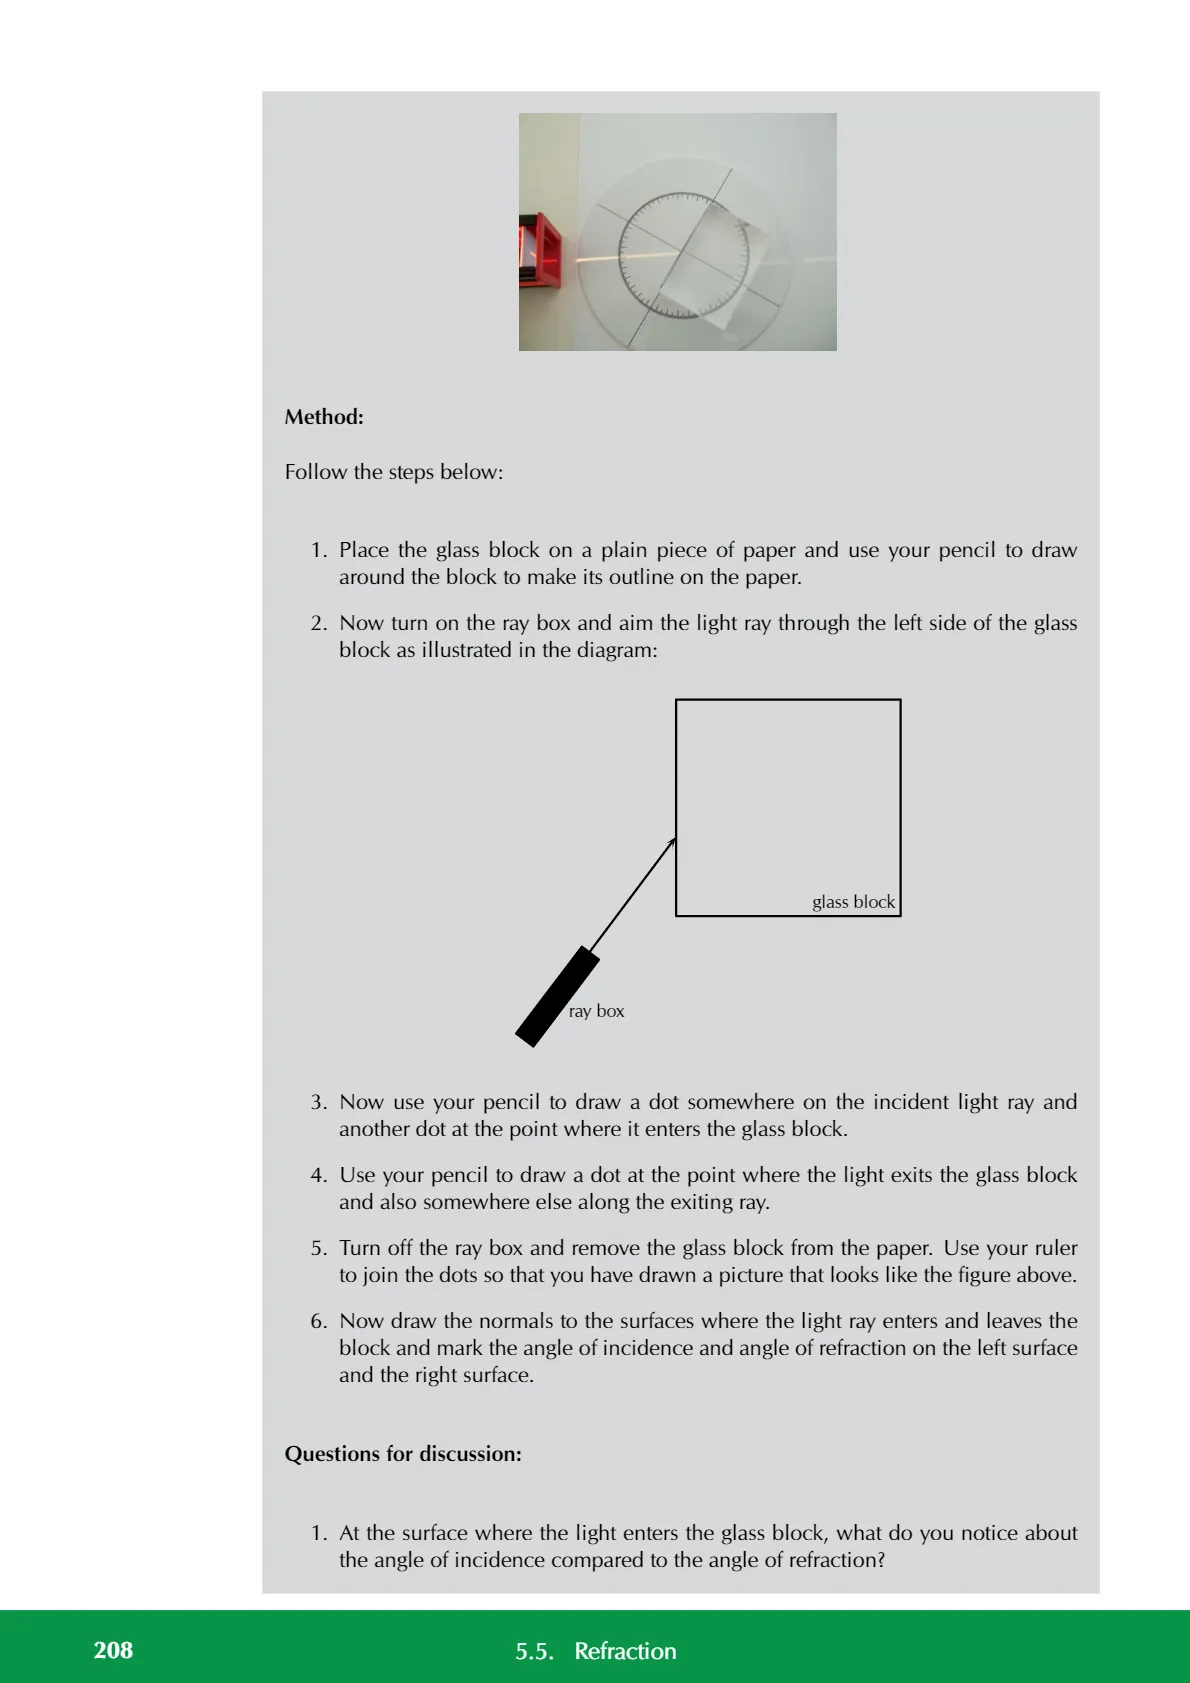 Method:
Follow the steps below:
1. Place the glass block on a plain piece of paper and use your pencil to draw
around the block to make its outline on the paper.
2. Now turn on the ray box and aim the light ray through the left side of the glass
block as illustrated in the diagram:
glass block
ray box
3. Now use your pencil to draw a dot somewhere on the incident light ray and
another dot at the point where it enters the glass block.
4. Use your pencil to draw a dot at the point where the light exits the glass block
and also somewhere else along the exiting ray.
5. Turn off the ray box and remove the glass block from the paper. Use your ruler
to join the dots so that you have drawn a picture that looks like the figure above.
6. Now draw the normals to the surfaces where the light ray enters and leaves the
block and mark the angle of incidence and angle of refraction on the left surface
and the right surface.
Questions for discussion:
1. At the surface where the light enters the glass block, what do you notice about
the angle of incidence compared to the angle of refraction?
208 5.5. Refraction